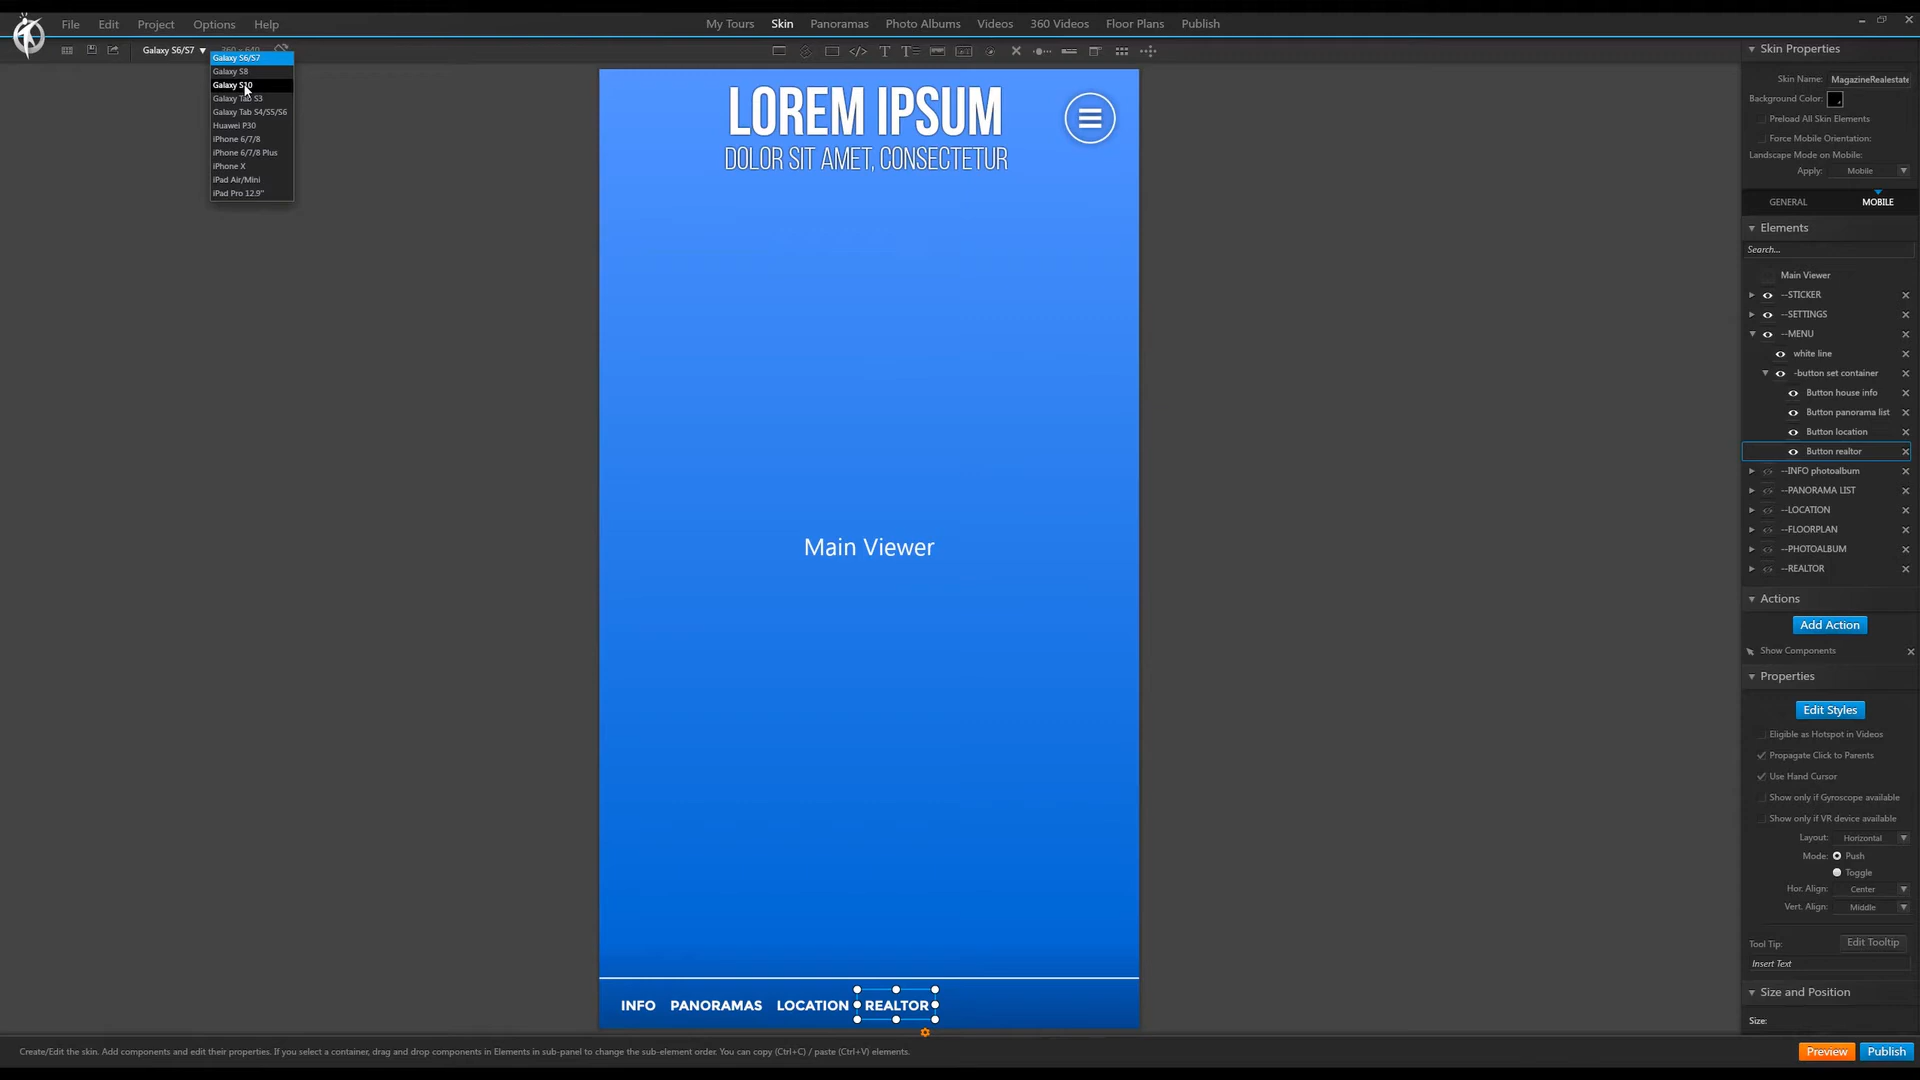 File Edit Project Options Help
My Tours Skin Panoramas Photo Albums Videos 360 Videos Floor Plans Publish
Galaxy S6/S7
Galaxy S6/S7
Galaxy S8
Galaxy S10
Galaxy Tab S3
Galaxy Tab S4/S5/S6
Huawei P30
iPhone 6/7/8
iPhone 6/7/8 Plus
iPhone X
iPad Air/Mini
iPad Pro 12.9"
LOREM IPSUM
DOLOR SIT AMET, CONSECTETUR
Main Viewer
INFO PANORAMAS LOCATION REALTOR
Skin Properties
Skin Name: MagazineRealestate
Background Color:
Preload All Skin Elements
Force Mobile Orientation:
Landscape Mode on Mobile:
Apply: Mobile
GENERAL MOBILE
Elements
Search...
Main Viewer
--STICKER
--SETTINGS
--MENU
white line
-button set container
Button house info
Button panorama list
Button location
Button realtor
--INFO photoalbum
--PANORAMA LIST
--LOCATION
--FLOORPLAN
--PHOTOALBUM
--REALTOR
Actions
Add Action
Show Components
Properties
Edit Styles
Eligible as Hotspot in Videos
Propagate Click to Parents
Use Hand Cursor
Show only if Gyroscope available
Show only if VR device available
Layout: Horizontal
Mode: Push
Toggle
Hor. Align: Center
Vert. Align: Middle
Tool Tip: Edit Tooltip
Insert Text
Size and Position
Size:
Create/Edit the skin. Add components and edit their properties. If you select a container, drag and drop components in Elements in sub-panel to change the sub-element order. You can copy (Ctrl+C) / paste (Ctrl+V) elements.
Preview Publish